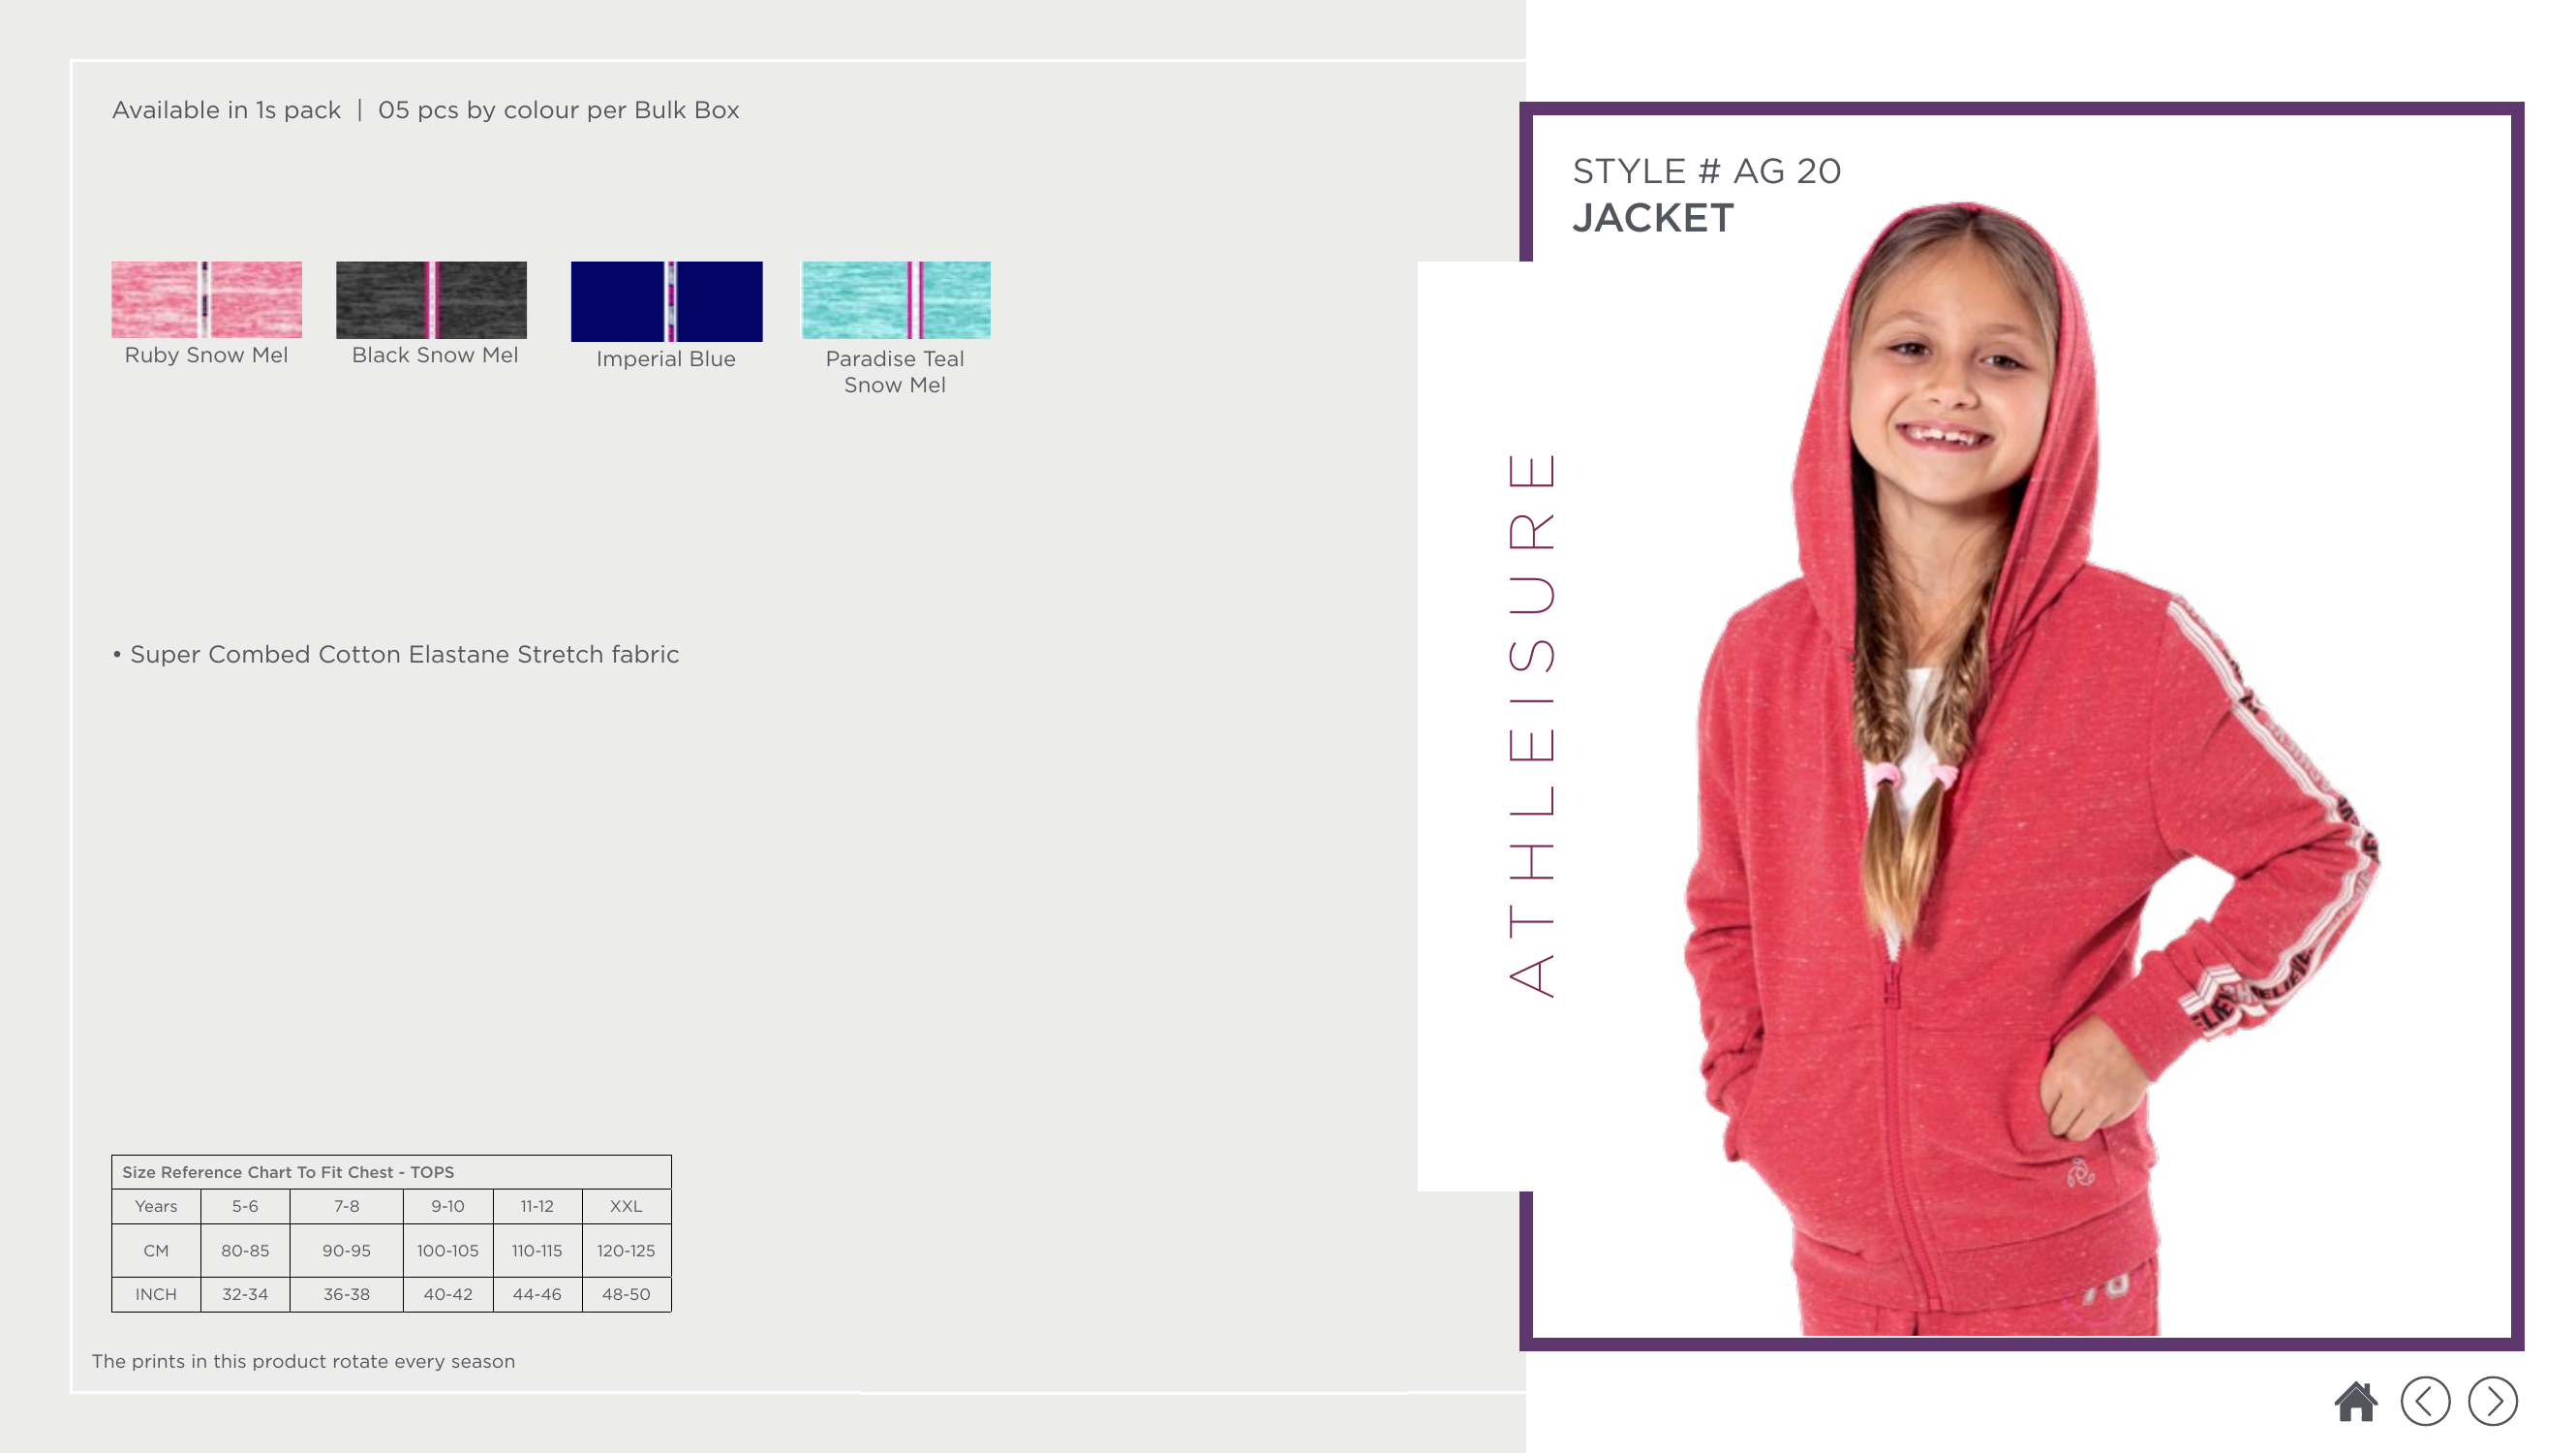 Available in 1s pack | 05 pcs by colour per Bulk Box
Ruby Snow Mel
Black Snow Mel
Imperial Blue
Paradise Teal
Snow Mel
• Super Combed Cotton Elastane Stretch fabric
Size Reference Chart To Fit Chest - TOPS
Years 5-6 7-8 9-10 11-12 XXL
CM 80-85 90-95 100-105 110-115 120-125
INCH 32-34 36-38 40-42 44-46 48-50
The prints in this product rotate every season
STYLE # AG 20
JACKET
ATHLEISURE